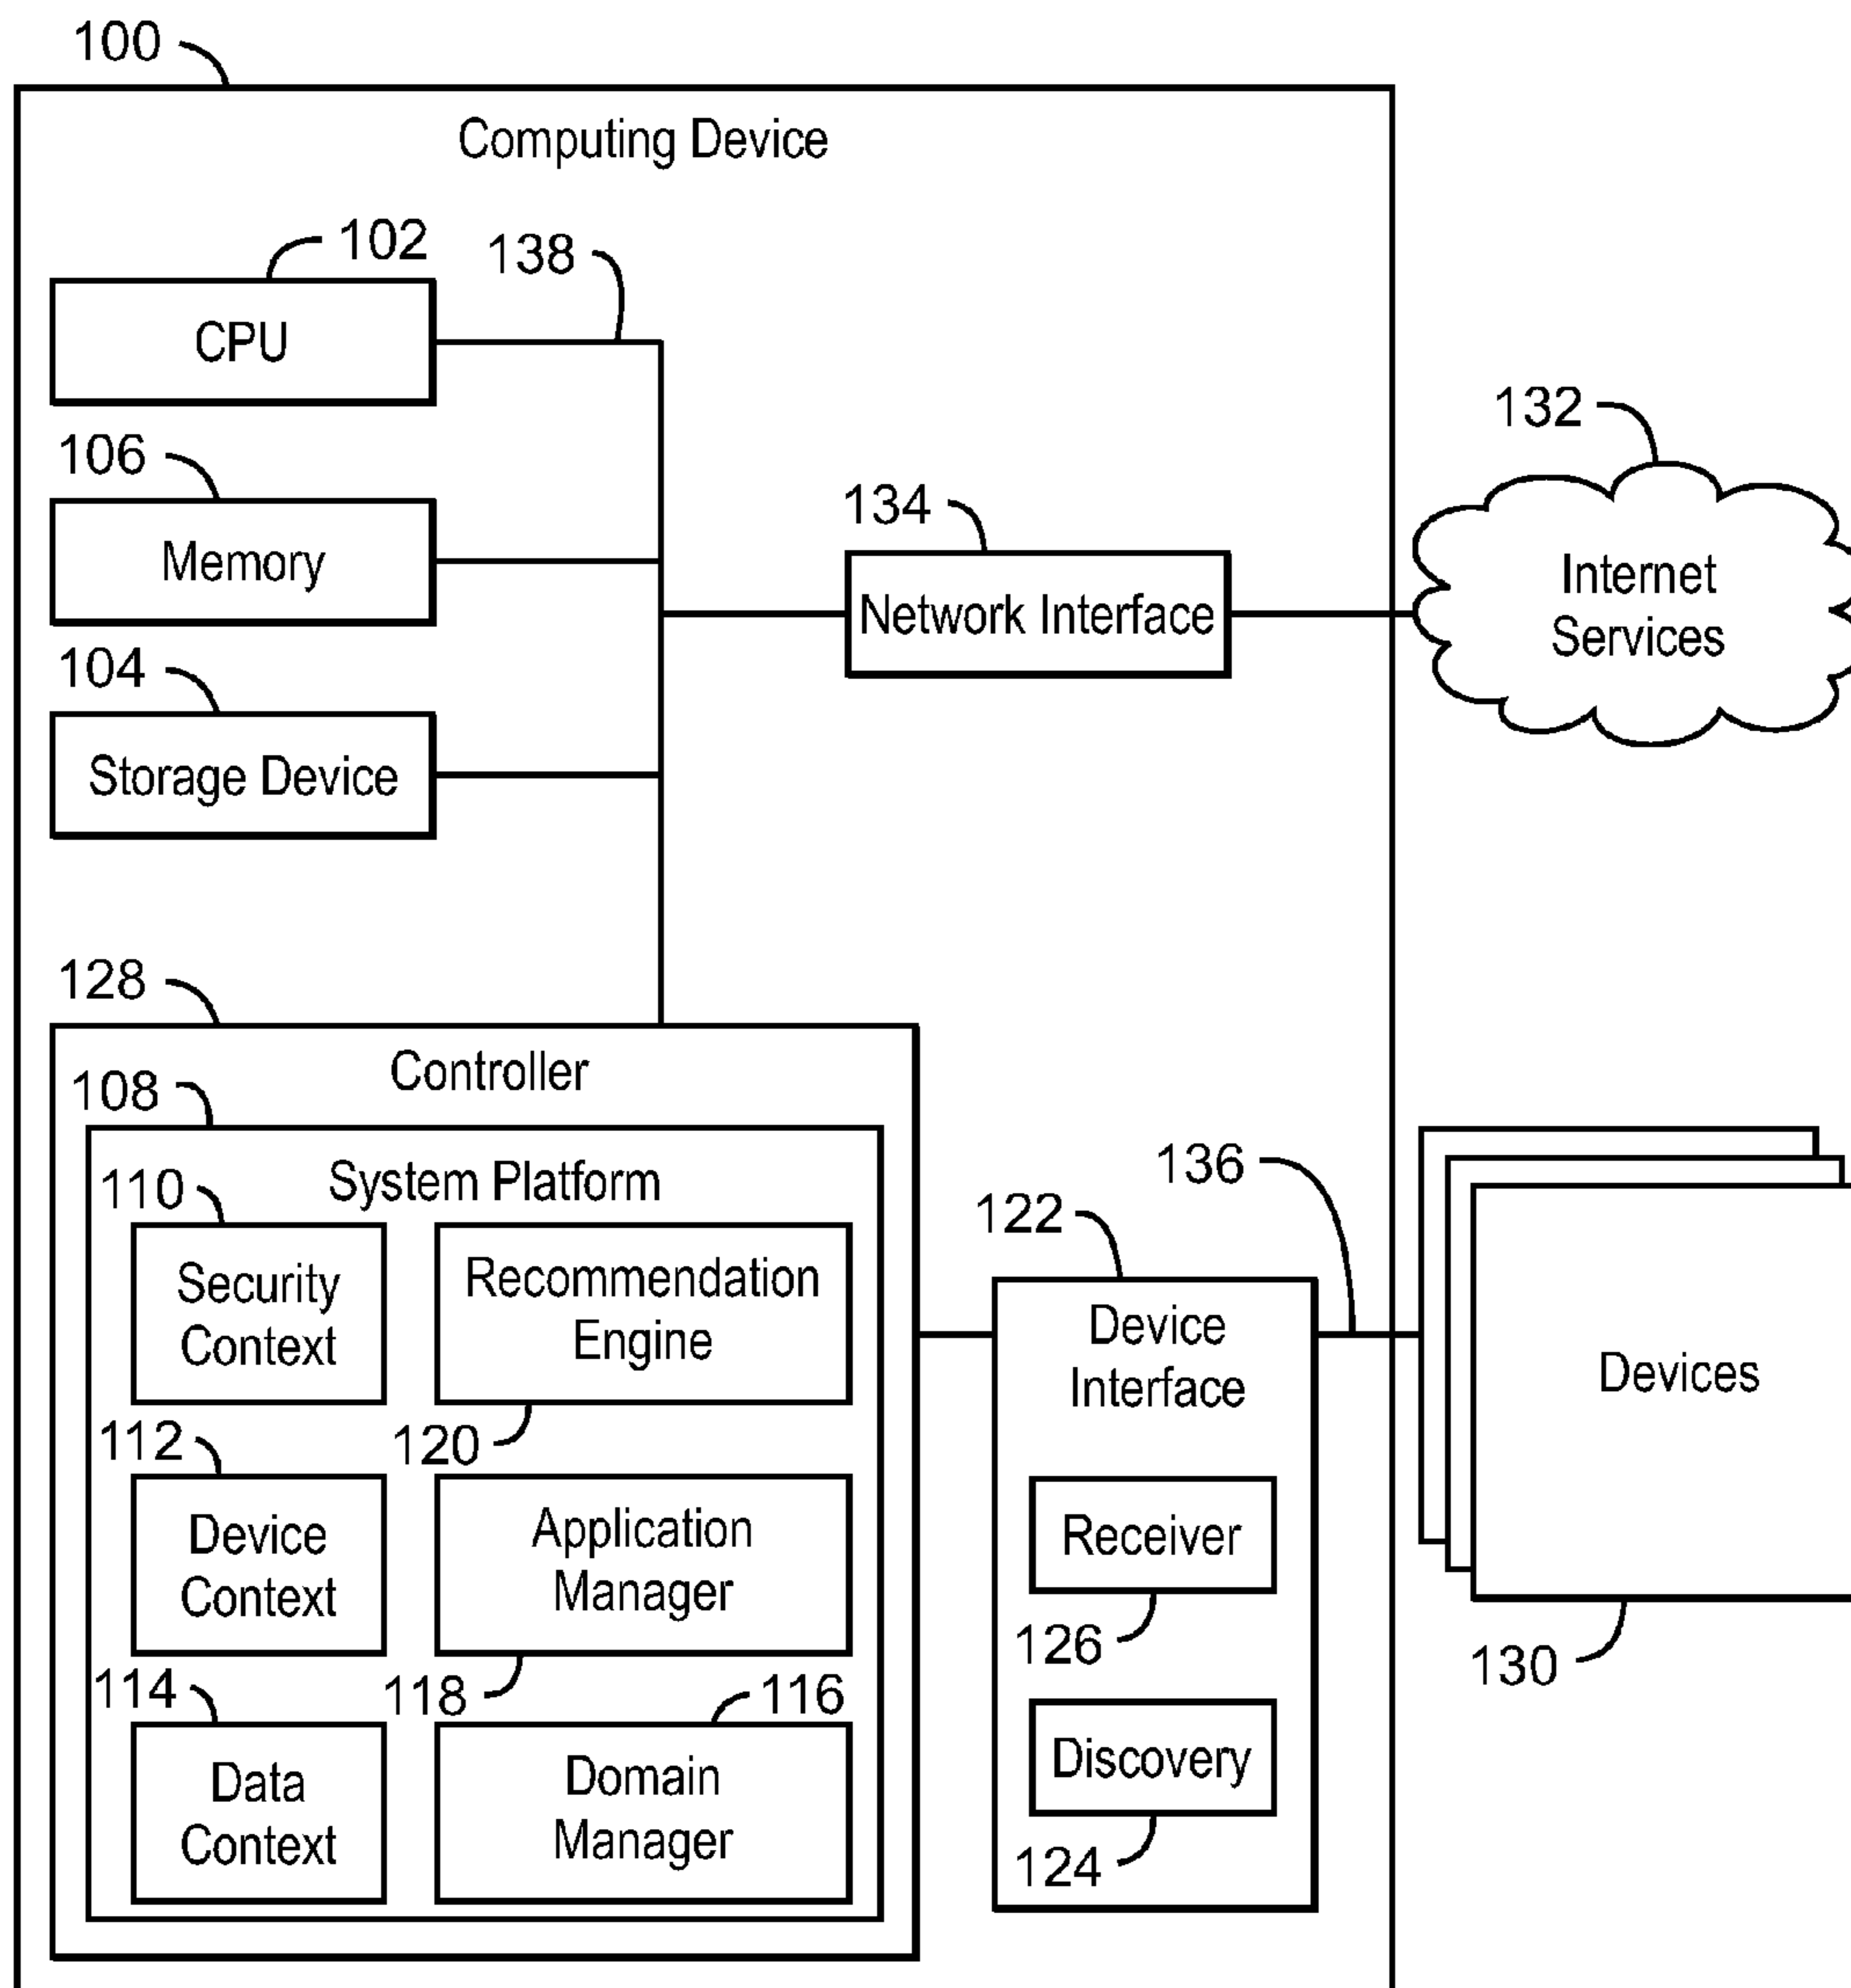 100
Computing Device
102
138
CPU
106
Memory
132
134
Internet
Services
Network Interface
104
Storage Device
128
Controller
108
System Platform
110
Security
Context
Recommendation
Engine
120
112
Device
Context
Application
Manager
118
114
Data
Context
116
Domain
Manager
122
136
Device
Interface
Receiver
126
Discovery
124
Devices
130